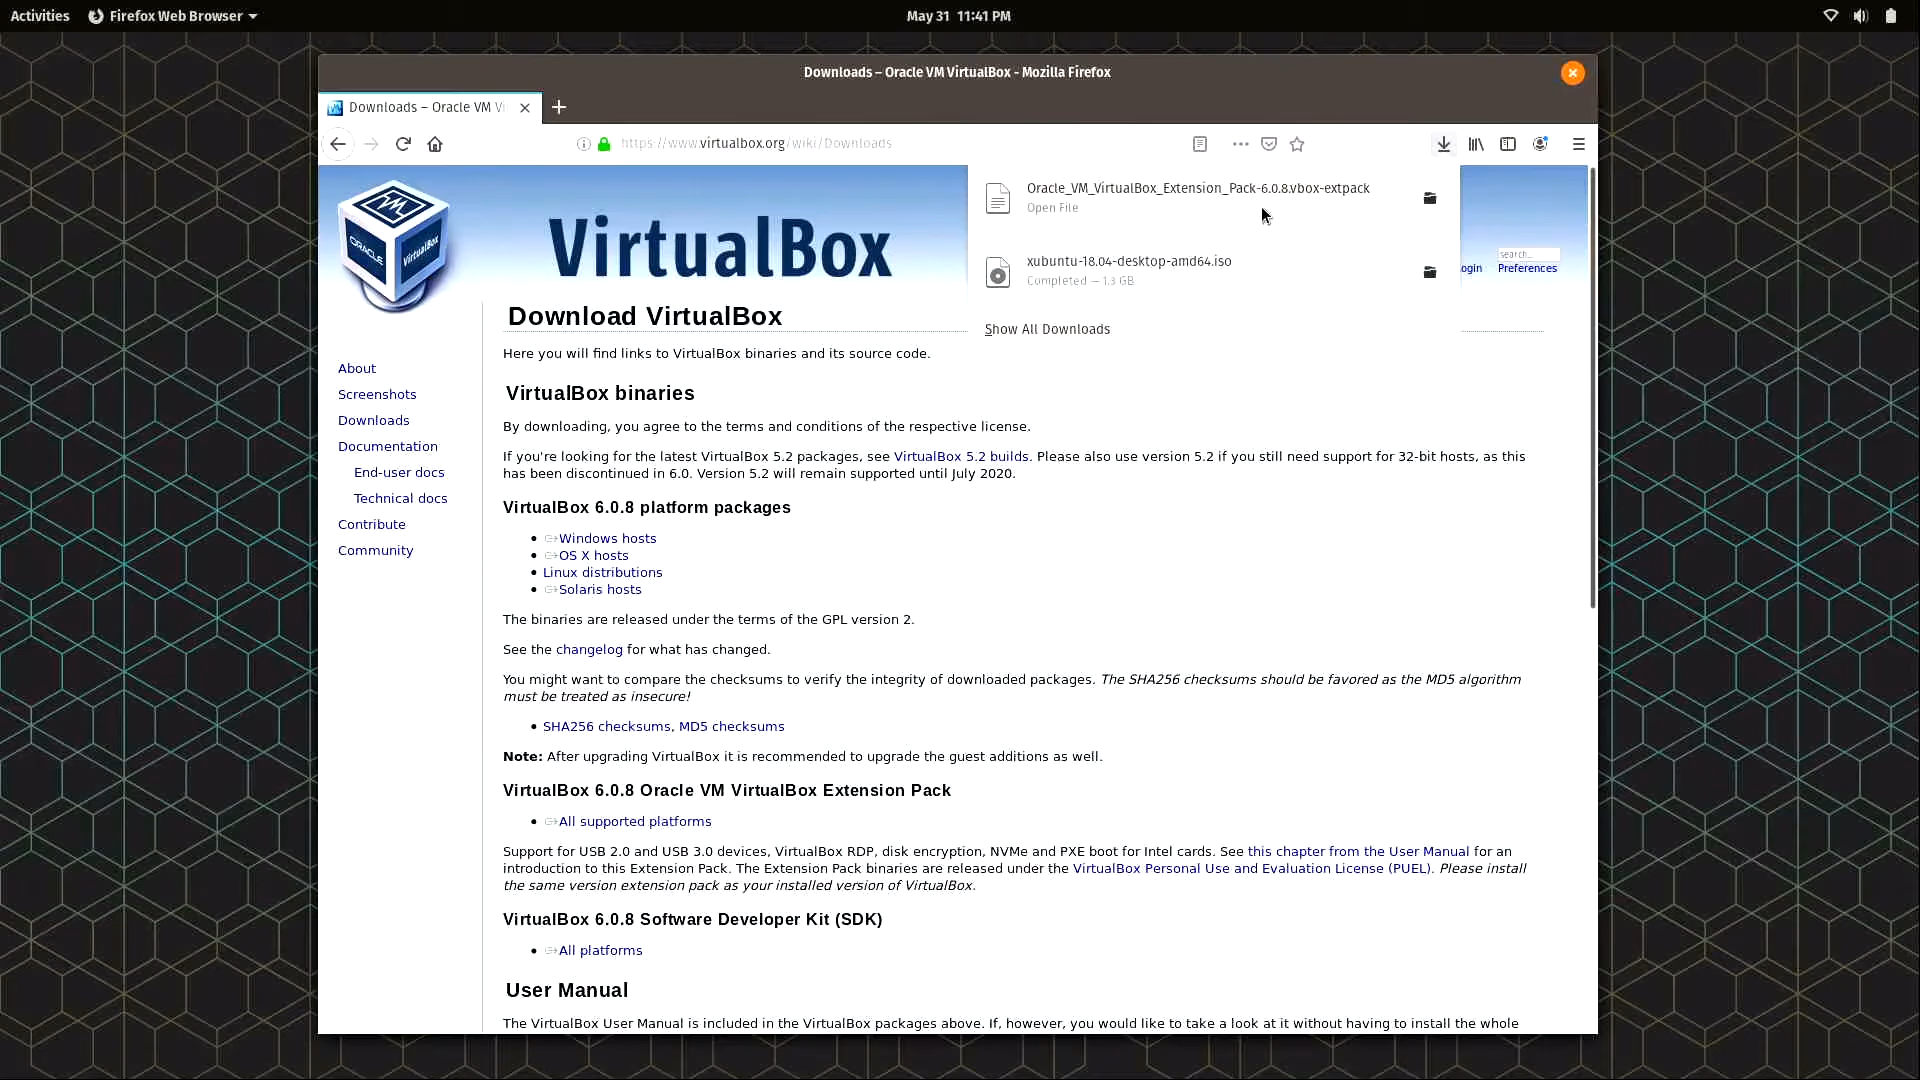 Activities
Firefox Web Browser
May 31 11:41 PM
Downloads – Oracle VM VirtualBox - Mozilla Firefox
Downloads – Oracle VM Vi
https://www.virtualbox.org/wiki/Downloads
Oracle_VM_VirtualBox_Extension_Pack-6.0.8.vbox-extpack
Open File
xubuntu-18.04-desktop-amd64.iso
Completed — 1.3 GB
Show All Downloads
search...
ogin Preferences
ORACLE
VirtualBox
VirtualBox
About
Screenshots
Downloads
Documentation
End-user docs
Technical docs
Contribute
Community
Download VirtualBox
Here you will find links to VirtualBox binaries and its source code.
VirtualBox binaries
By downloading, you agree to the terms and conditions of the respective license.
If you're looking for the latest VirtualBox 5.2 packages, see VirtualBox 5.2 builds. Please also use version 5.2 if you still need support for 32-bit hosts, as this
has been discontinued in 6.0. Version 5.2 will remain supported until July 2020.
VirtualBox 6.0.8 platform packages
Windows hosts
OS X hosts
Linux distributions
Solaris hosts
The binaries are released under the terms of the GPL version 2.
See the changelog for what has changed.
You might want to compare the checksums to verify the integrity of downloaded packages. The SHA256 checksums should be favored as the MD5 algorithm
must be treated as insecure!
SHA256 checksums, MD5 checksums
Note: After upgrading VirtualBox it is recommended to upgrade the guest additions as well.
VirtualBox 6.0.8 Oracle VM VirtualBox Extension Pack
All supported platforms
Support for USB 2.0 and USB 3.0 devices, VirtualBox RDP, disk encryption, NVMe and PXE boot for Intel cards. See this chapter from the User Manual for an
introduction to this Extension Pack. The Extension Pack binaries are released under the VirtualBox Personal Use and Evaluation License (PUEL). Please install
the same version extension pack as your installed version of VirtualBox.
VirtualBox 6.0.8 Software Developer Kit (SDK)
All platforms
User Manual
The VirtualBox User Manual is included in the VirtualBox packages above. If, however, you would like to take a look at it without having to install the whole